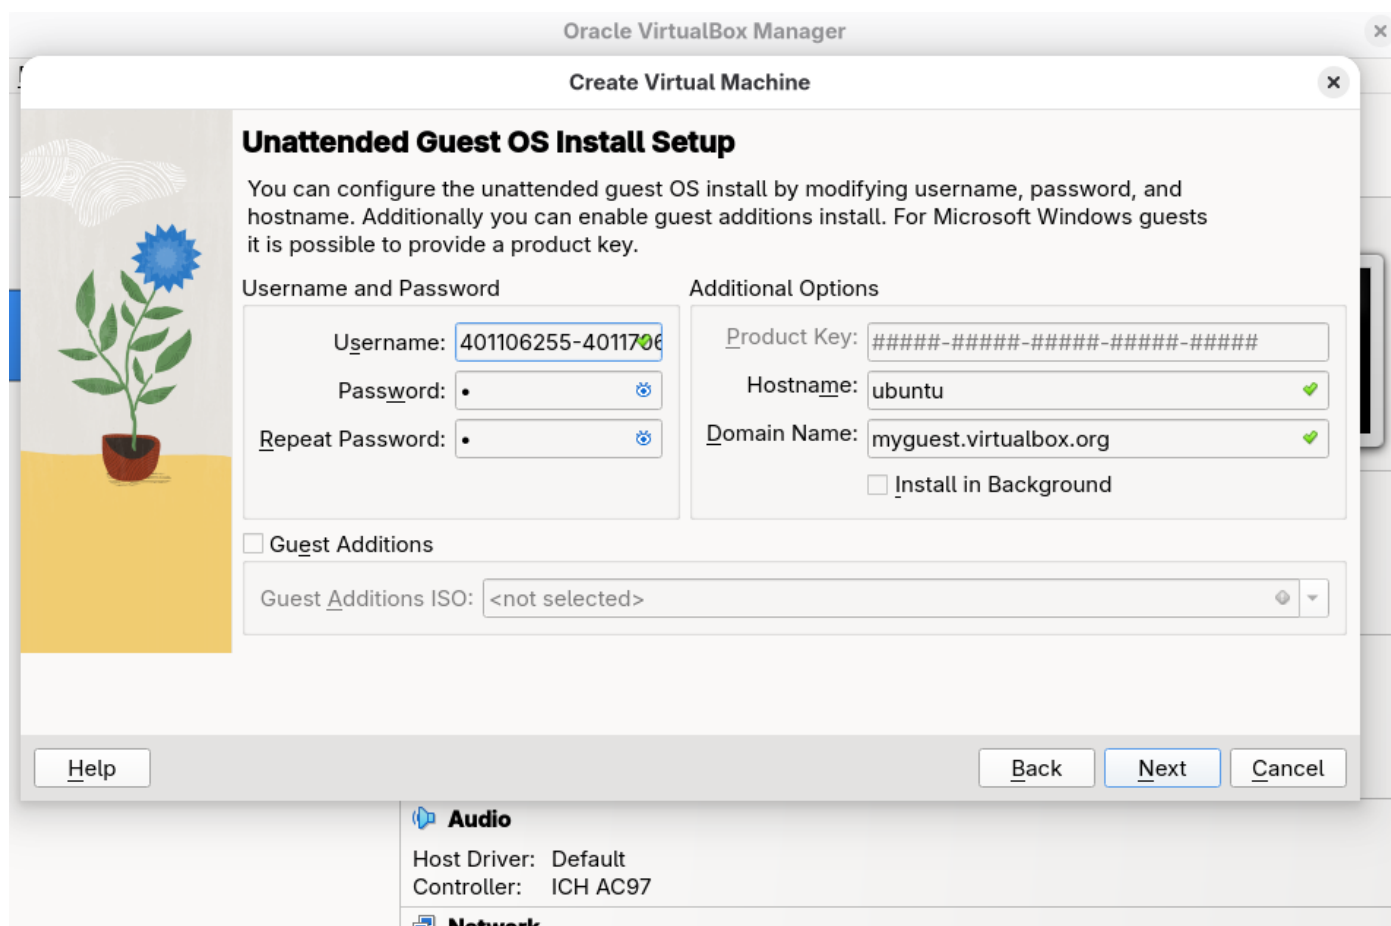 Oracle VirtualBox Manager
Create Virtual Machine
Unattended Guest OS Install Setup
You can configure the unattended guest OS install by modifying username, password, and
hostname. Additionally you can enable guest additions install. For Microsoft Windows guests
it is possible to provide a product key.
Username and Password
Username: 401106255-4011706
Password: •
Repeat Password: •
Additional Options
Product Key: #####-#####-#####-#####-#####
Hostname: ubuntu
Domain Name: myguest.virtualbox.org
Install in Background
Guest Additions
Guest Additions ISO: <not selected>
Help
Back
Next
Cancel
Audio
Host Driver: Default
Controller: ICH AC97
Network